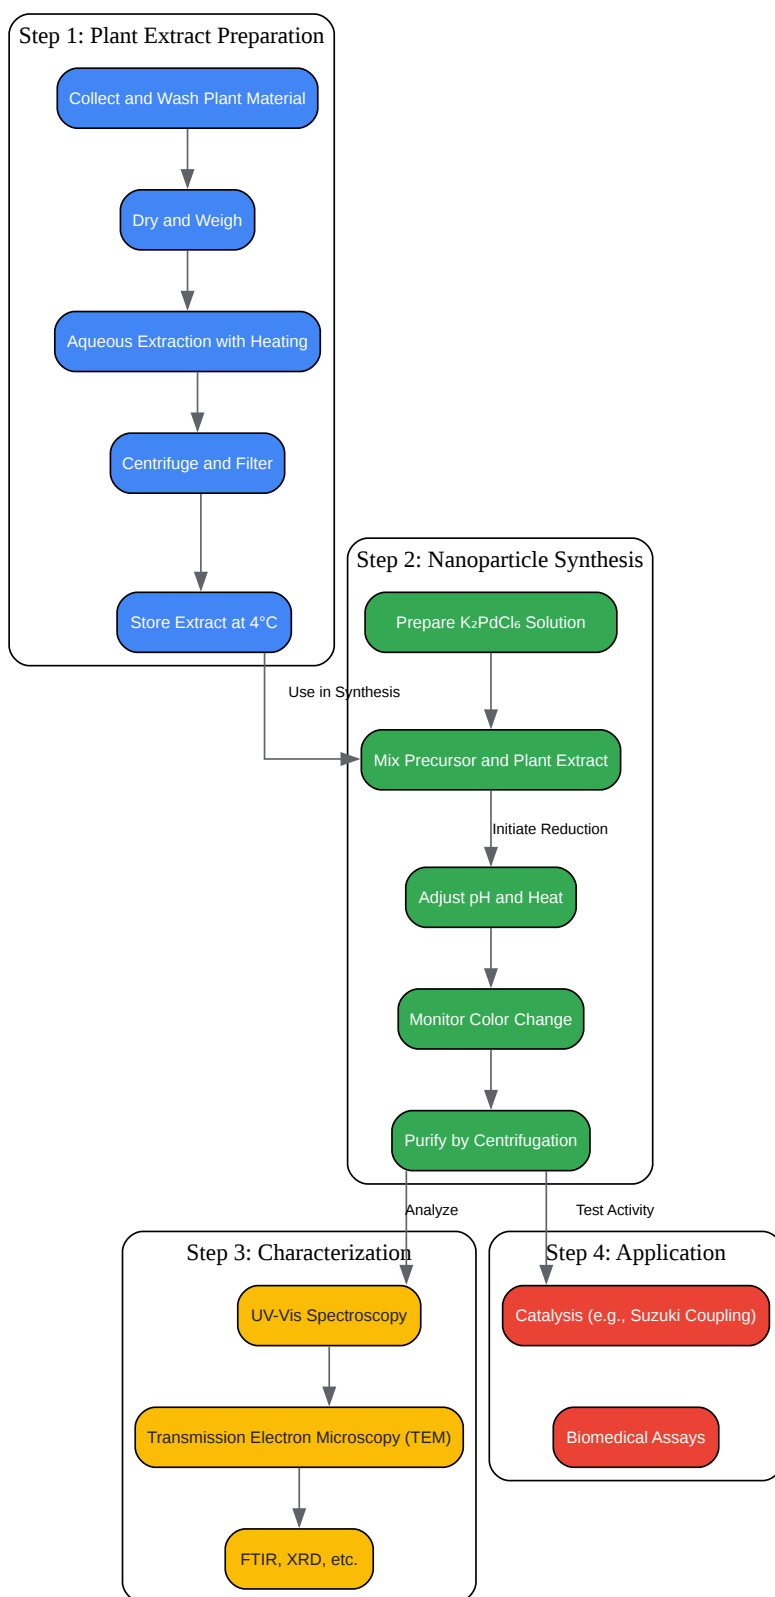 Step 1: Plant Extract Preparation
Collect and Wash Plant Material
Dry and Weigh
Aqueous Extraction with Heating
Centrifuge and Filter
Store Extract at 4°C
Use in Synthesis
Step 2: Nanoparticle Synthesis
Prepare K₂PdCl₆ Solution
Mix Precursor and Plant Extract
Initiate Reduction
Adjust pH and Heat
Monitor Color Change
Purify by Centrifugation
Analyze
Test Activity
Step 3: Characterization
UV-Vis Spectroscopy
Transmission Electron Microscopy (TEM)
FTIR, XRD, etc.
Step 4: Application
Catalysis (e.g., Suzuki Coupling)
Biomedical Assays